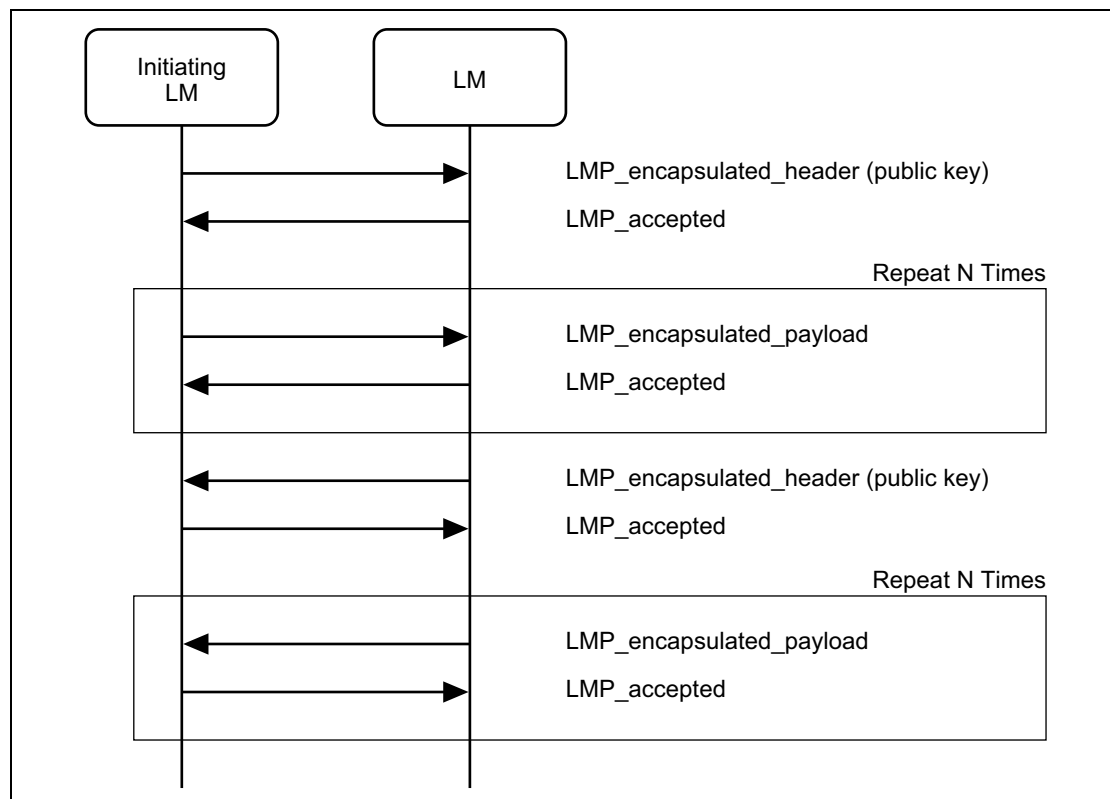 Initiating
LM
LM
LMP_encapsulated_header (public key)
LMP_accepted
Repeat N Times
LMP_encapsulated_payload
LMP_accepted
LMP_encapsulated_header (public key)
LMP_accepted
Repeat N Times
LMP_encapsulated_payload
LMP_accepted